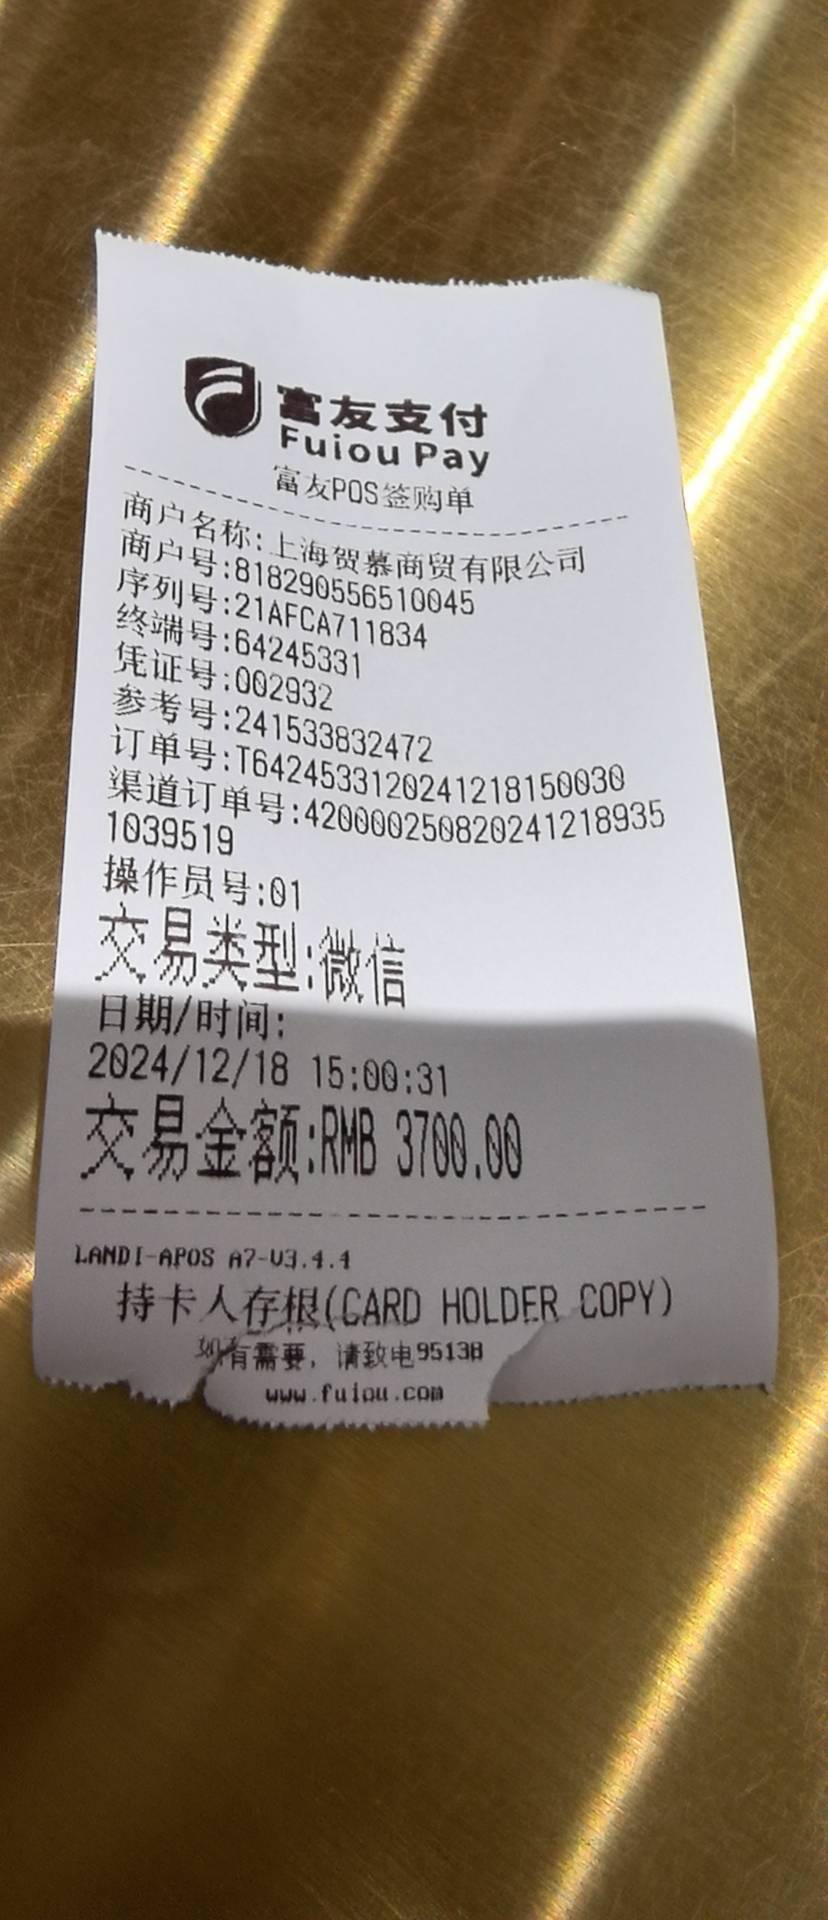 富友支付
Fuiou Pay
富友POS签购单
商户名称:上海贺慕商贸有限公司
商户号:818290556510045
序列号:21AFCA711834
终端号:64245331
凭证号:002932
参考号:241533832472
订单号:T6424533120241218150030
渠道订单号:420000250820241218935
1039519
操作员号:01
交易类型:微信
日期/时间:
2024/12/18 15:00:31
交易金额:RMB 3700.00
LANDI-APOS A7-V3.4.4
持卡人存根(CARD HOLDER COPY)
如有需要，请致电95138
www.fuiou.com